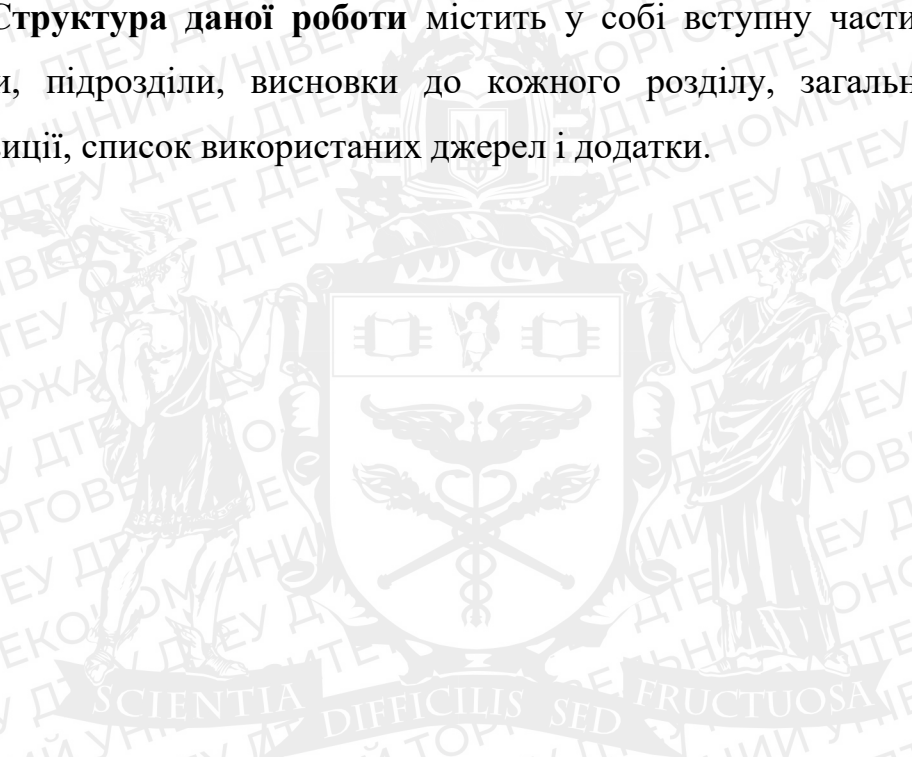 Структура даної роботи містить у собі вступну части
и, підрозділи, висновки до кожного розділу, загальн
зиції, список використаних джерел і додатки.
SCIENTIA DIFFICILIS SED FRUCTUOSA